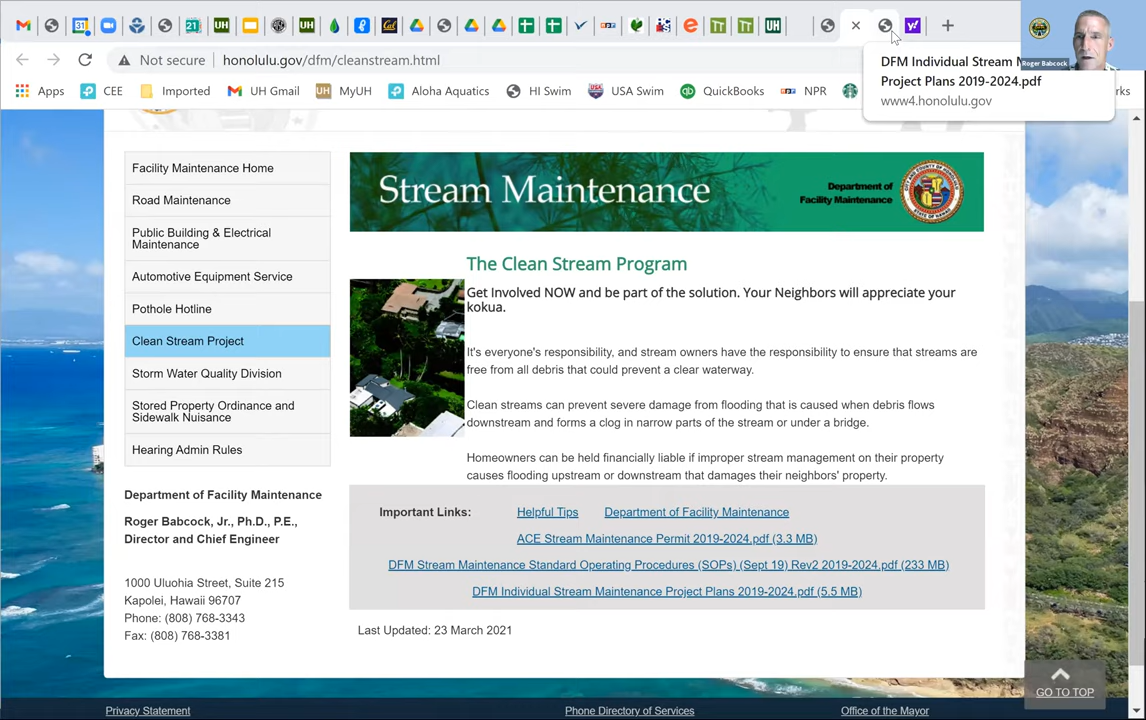 Not secure
honolulu.gov/dfm/cleanstream.html
Roger Babcock
DFM Individual Stream M
Project Plans 2019-2024.pdf
www4.honolulu.gov
Apps
CEE
Imported
UH Gmail
MyUH
Aloha Aquatics
HI Swim
USA Swim
QuickBooks
NPR
rks
Facility Maintenance Home
Road Maintenance
Public Building & Electrical
Maintenance
Automotive Equipment Service
Pothole Hotline
Clean Stream Project
Storm Water Quality Division
Stored Property Ordinance and
Sidewalk Nuisance
Hearing Admin Rules
Department of Facility Maintenance
Roger Babcock, Jr., Ph.D., P.E.,
Director and Chief Engineer
1000 Uluohia Street, Suite 215
Kapolei, Hawaii 96707
Phone: (808) 768-3343
Fax: (808) 768-3381
Stream Maintenance
Department of
Facility Maintenance
The Clean Stream Program
Get Involved NOW and be part of the solution. Your Neighbors will appreciate your
kokua.
It's everyone's responsibility, and stream owners have the responsibility to ensure that streams are
free from all debris that could prevent a clear waterway.
Clean streams can prevent severe damage from flooding that is caused when debris flows
downstream and forms a clog in narrow parts of the stream or under a bridge.
Homeowners can be held financially liable if improper stream management on their property
causes flooding upstream or downstream that damages their neighbors' property.
Important Links:
Helpful Tips
Department of Facility Maintenance
ACE Stream Maintenance Permit 2019-2024.pdf (3.3 MB)
DFM Stream Maintenance Standard Operating Procedures (SOPs) (Sept 19) Rev2 2019-2024.pdf (233 MB)
DFM Individual Stream Maintenance Project Plans 2019-2024.pdf (5.5 MB)
Last Updated: 23 March 2021
GO TO TOP
Privacy Statement
Phone Directory of Services
Office of the Mayor